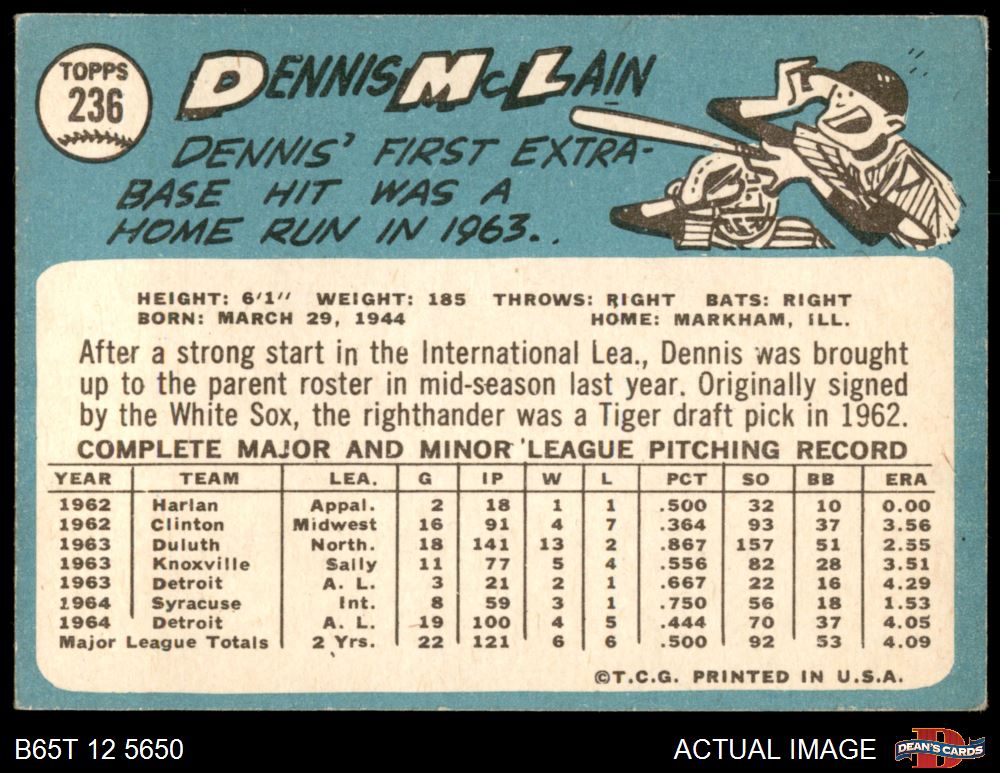 TOPPS
236
DENNIS McLAIN
DENNIS' FIRST EXTRA-
BASE HIT WAS A
HOME RUN IN 1963..
HEIGHT: 6'1" WEIGHT: 185 THROWS: RIGHT BATS: RIGHT
BORN: MARCH 29, 1944 HOME: MARKHAM, ILL.
After a strong start in the International Lea., Dennis was brought
up to the parent roster in mid-season last year. Originally signed
by the White Sox, the righthander was a Tiger draft pick in 1962.
COMPLETE MAJOR AND MINOR LEAGUE PITCHING RECORD
YEAR TEAM LEA. G IP W L PCT SO BB ERA
1962 Harlan Appal. 2 18 1 1 .500 32 10 0.00
1962 Clinton Midwest 16 91 4 7 .364 93 37 3.56
1963 Duluth North. 18 141 13 2 .867 157 51 2.55
1963 Knoxville Sally 11 77 5 4 .556 82 28 3.51
1963 Detroit A. L. 3 21 2 1 .667 22 16 4.29
1964 Syracuse Int. 8 59 3 1 .750 56 18 1.53
1964 Detroit A. L. 19 100 4 5 .444 70 37 4.05
Major League Totals 2 Yrs. 22 121 6 6 .500 92 53 4.09
©T.C.G. PRINTED IN U.S.A.
B65T 12 5650
ACTUAL IMAGE
D
DEAN'S CARDS